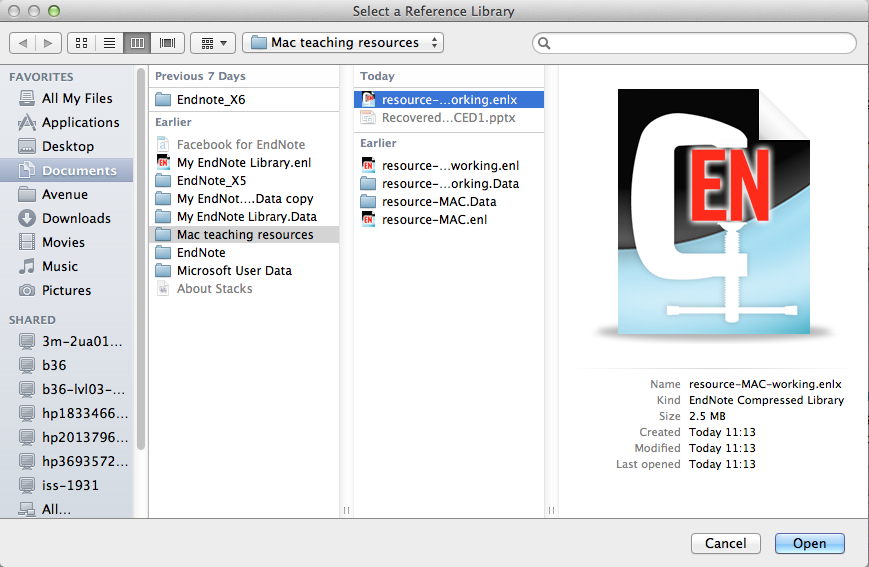 Select a Reference Library
Mac teaching resources
FAVORITES
All My Files
Applications
Desktop
Documents
Avenue
Downloads
Movies
Music
Pictures
SHARED
3m-2ua01...
b36
b36-lvl03-...
hp1833466...
hp2013796...
hp3693572...
iss-1931
All...
Previous 7 Days
Endnote_X6
Earlier
Facebook for EndNote
My EndNote Library.enl
EndNote_X5
My EndNot....Data copy
My EndNote Library.Data
Mac teaching resources
EndNote
Microsoft User Data
About Stacks
Today
resource-...orking.enlx
Recovered...CED1.pptx
Earlier
resource-...working.enl
resource-...orking.Data
resource-MAC.Data
resource-MAC.enl
EN
Name resource-MAC-working.enlx
Kind EndNote Compressed Library
Size 2.5 MB
Created Today 11:13
Modified Today 11:13
Last opened Today 11:13
Cancel Open